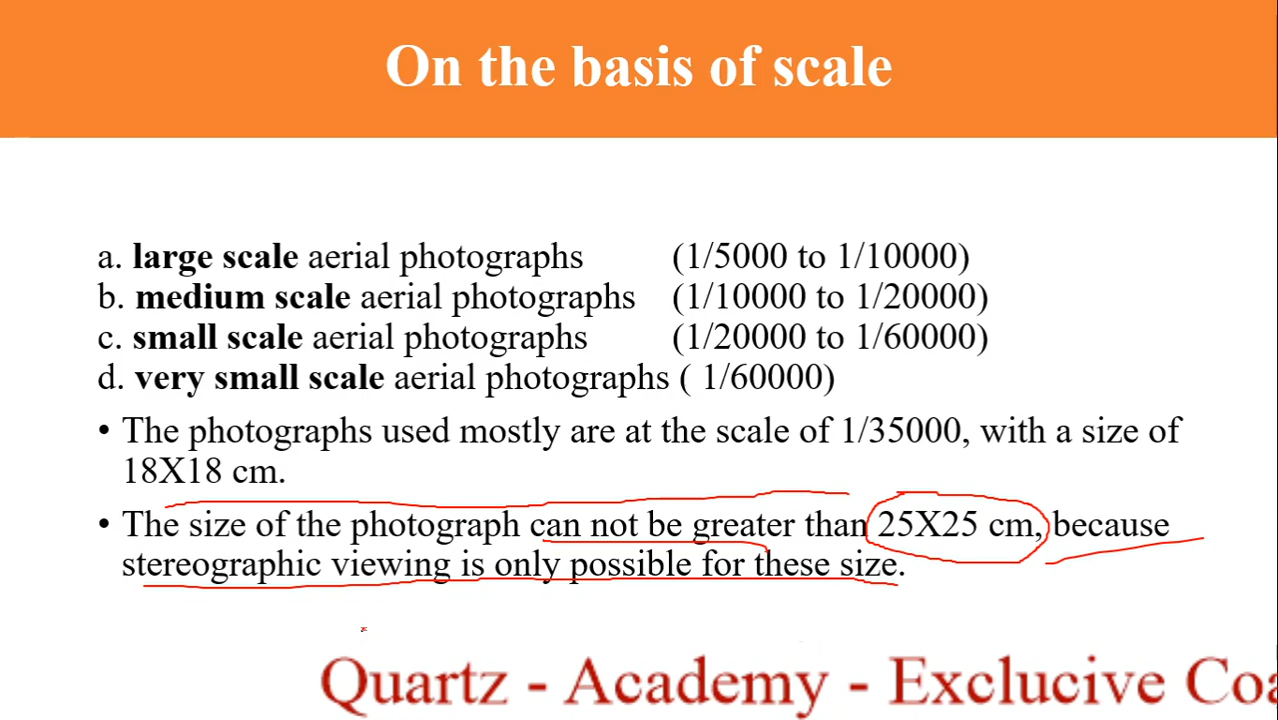 On the basis of scale
a. large scale aerial photographs (1/5000 to 1/10000)
b. medium scale aerial photographs (1/10000 to 1/20000)
c. small scale aerial photographs (1/20000 to 1/60000)
d. very small scale aerial photographs ( 1/60000)
• The photographs used mostly are at the scale of 1/35000, with a size of
18X18 cm.
• The size of the photograph can not be greater than 25X25 cm, because
stereographic viewing is only possible for these size.
Quartz - Academy - Exclucive Coa